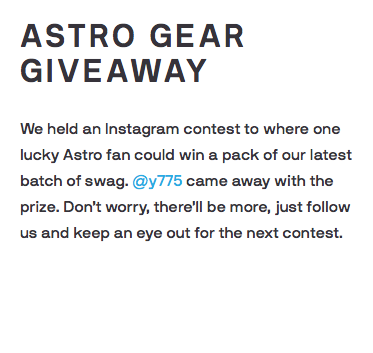 ASTRO GEAR
GIVEAWAY
We held an Instagram contest to where one
lucky Astro fan could win a pack of our latest
batch of swag. @y775 came away with the
prize. Don't worry, there'll be more, just follow
us and keep an eye out for the next contest.